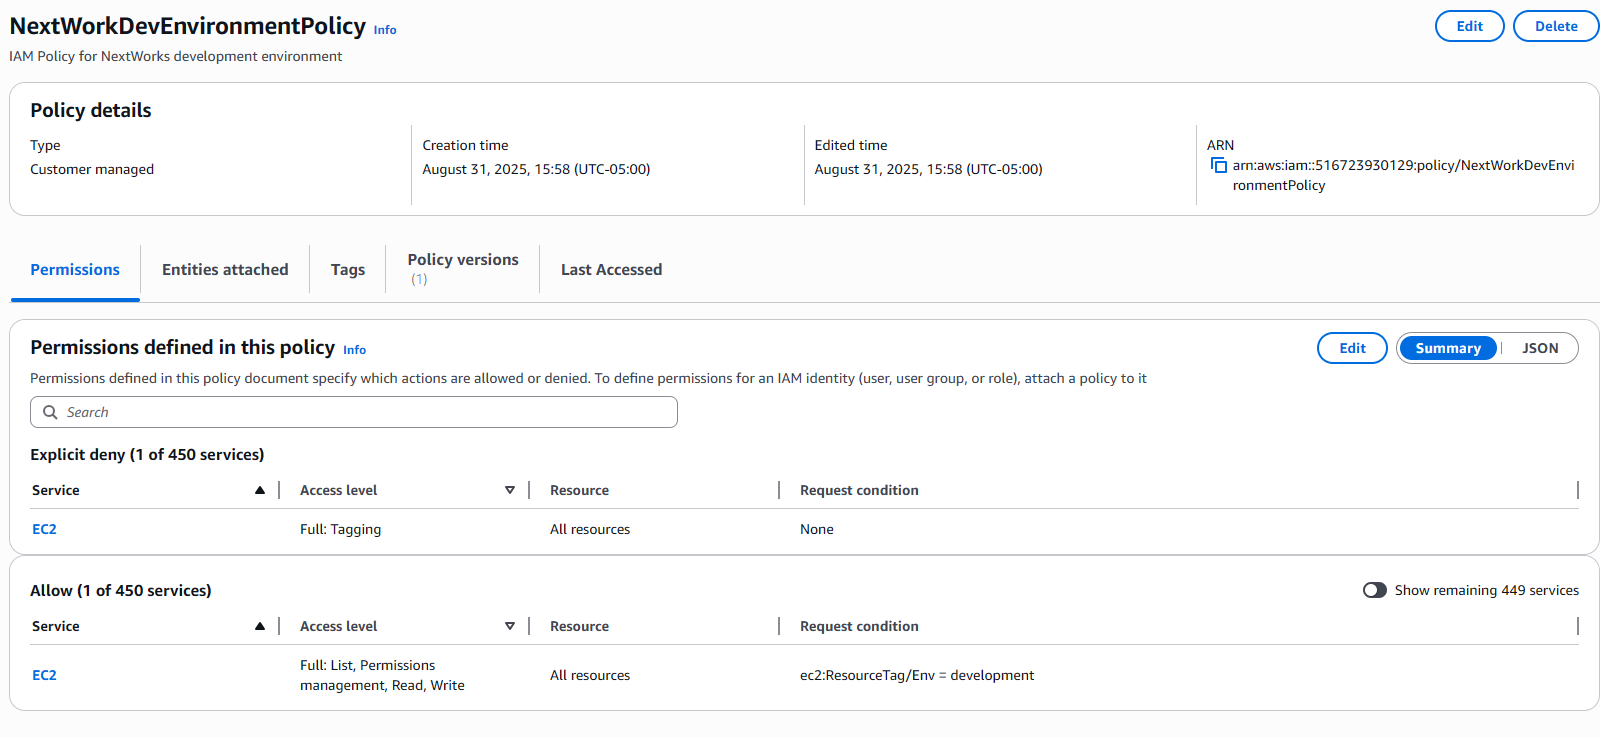 NextWorkDevEnvironmentPolicy Info
Edit
Delete
IAM Policy for NextWorks development environment
Policy details
Type
Customer managed
Creation time
August 31, 2025, 15:58 (UTC-05:00)
Edited time
August 31, 2025, 15:58 (UTC-05:00)
ARN
arn:aws:iam::516723930129:policy/NextWorkDevEnvi
ronmentPolicy
Permissions
Entities attached
Tags
Policy versions
(1)
Last Accessed
Permissions defined in this policy Info
Edit
Summary
JSON
Permissions defined in this policy document specify which actions are allowed or denied. To define permissions for an IAM identity (user, user group, or role), attach a policy to it
Search
Explicit deny (1 of 450 services)
Service Access level Resource Request condition
EC2 Full: Tagging All resources None
Allow (1 of 450 services)
Show remaining 449 services
Service Access level Resource Request condition
EC2
Full: List, Permissions
management, Read, Write
All resources
ec2:ResourceTag/Env = development